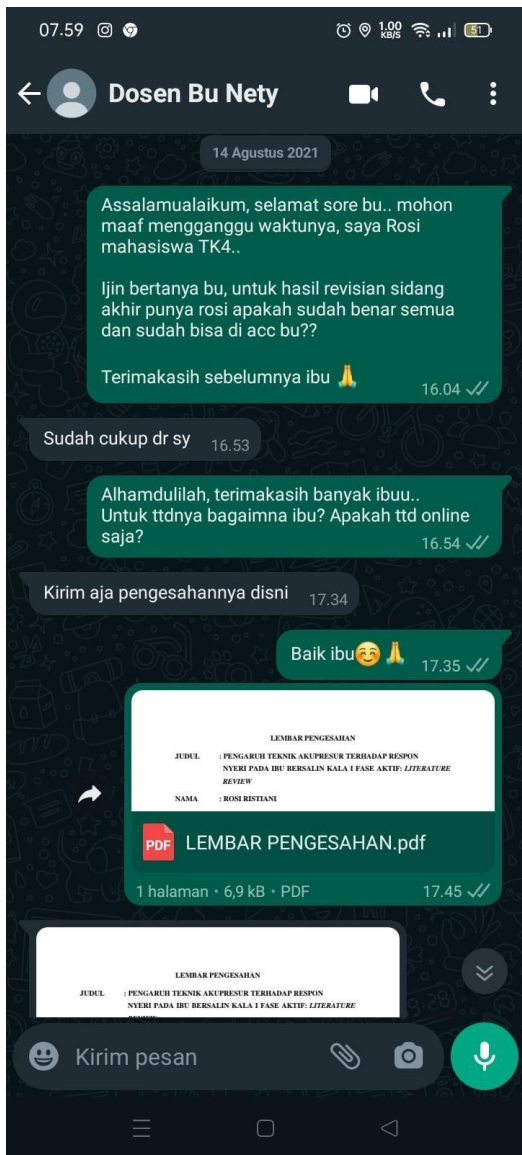 07.59
1.00
KB/S
51
Dosen Bu Nety
14 Agustus 2021
Assalamualaikum, selamat sore bu.. mohon
maaf mengganggu waktunya, saya Rosi
mahasiswa TK4..
Ijin bertanya bu, untuk hasil revisian sidang
akhir punya rosi apakah sudah benar semua
dan sudah bisa di acc bu??
Terimakasih sebelumnya ibu 🙏
16.04
Sudah cukup dr sy 16.53
Alhamdulilah, terimakasih banyak ibuu..
Untuk ttdnya bagaimna ibu? Apakah ttd online
saja?
16.54
Kirim aja pengesahannya disni 17.34
Baik ibu☺️🙏 17.35
LEMBAR PENGESAHAN
JUDUL : PENGARUH TEKNIK AKUPRESUR TERHADAP RESPON
NYERI PADA IBU BERSALIN KALA I FASE AKTIF: LITERATURE
REVIEW
NAMA : ROSI RISTIANI
PDF LEMBAR PENGESAHAN.pdf
1 halaman • 6,9 kB • PDF 17.45
LEMBAR PENGESAHAN
JUDUL : PENGARUH TEKNIK AKUPRESUR TERHADAP RESPON
NYERI PADA IBU BERSALIN KALA I FASE AKTIF: LITERATURE
Kirim pesan